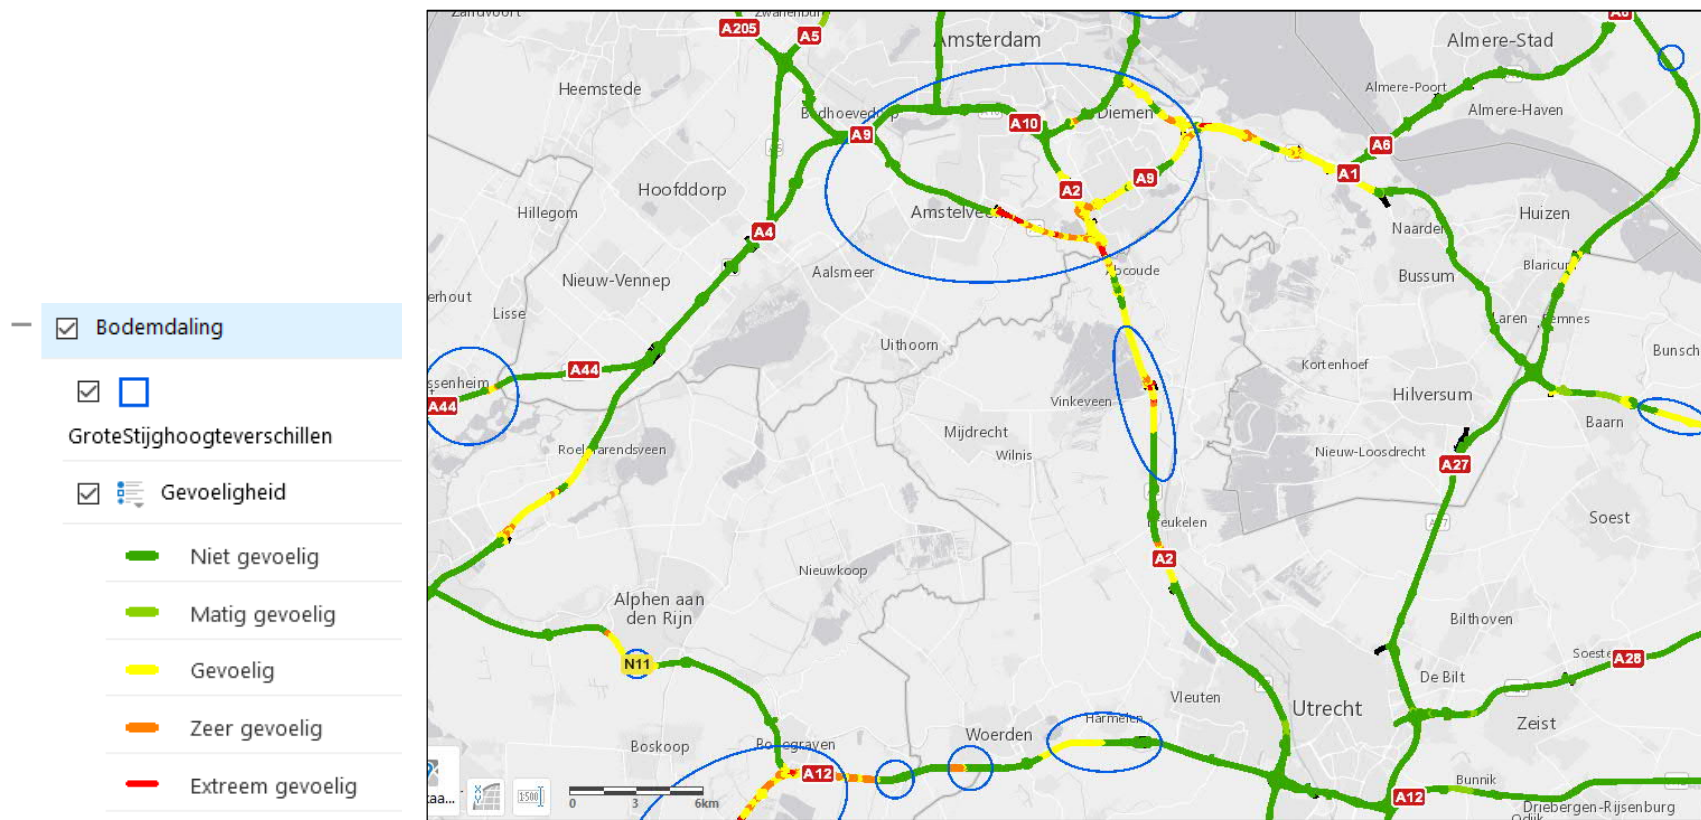 Bodemdaling
GroteStijghoogteverschillen
Gevoeligheid
Niet gevoelig
Matig gevoelig
Gevoelig
Zeer gevoelig
Extreem gevoelig
A205
A5
Amsterdam
Almere-Stad
Heemstede
Almere-Poort
Almere-Haven
Diemen
A10
A9
A6
A1
A2
A9
Hoofddorp
Hillegom
Huizen
A4
Naarden
Aalsmeer
Abcoude
Nieuw-Vennep
Bussum
Blaricum
Lisse
Laren
Eemnes
Uithoorn
Kortenhoef
A44
Hilversum
Vinkeveen
A44
Baarn
Mijdrecht
Wilnis
Nieuw-Loosdrecht
A27
Soest
Breukelen
A2
Nieuwkoop
Alphen aan
den Rijn
Bilthoven
N11
A28
De Bilt
Vleuten
Utrecht
Zeist
Harmelen
Woerden
Boskoop
A12
Bunnik
A12
0 3 6km
Driebergen-Rijsenburg